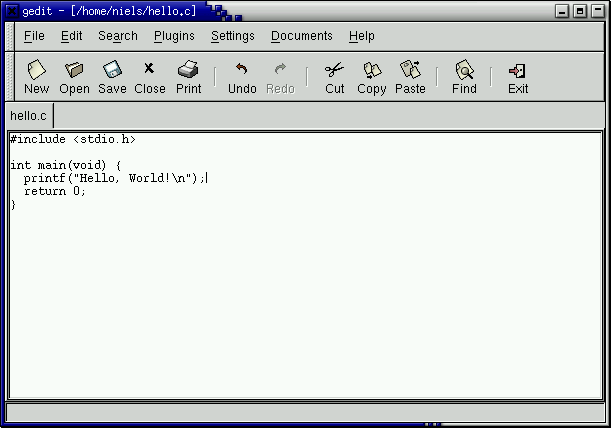 gedit - [/home/niels/hello.c]
File Edit Search Plugins Settings Documents Help
New Open Save Close Print Undo Redo Cut Copy Paste Find Exit
hello.c
#include <stdio.h>
int main(void) {
  printf("Hello, World!\n");
  return 0;
}